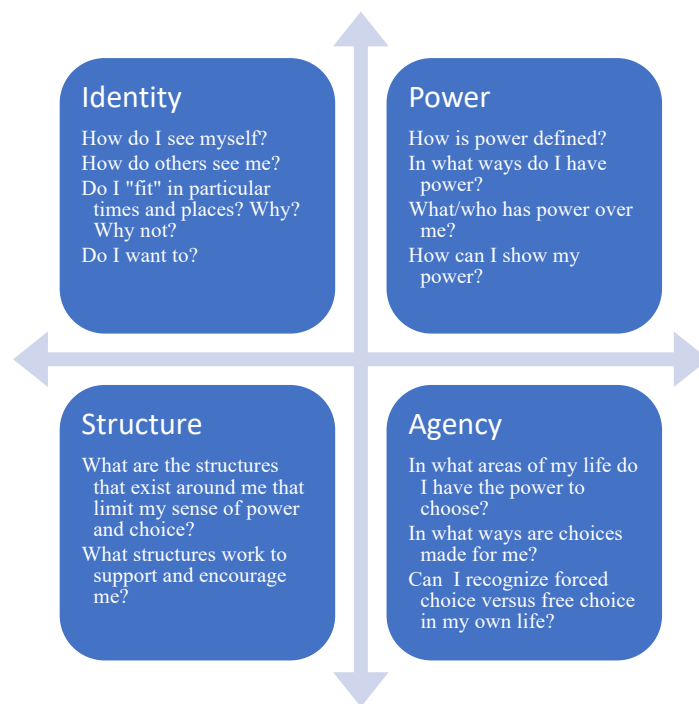 Identity
How do I see myself?
How do others see me?
Do I "fit" in particular
times and places? Why?
Why not?
Do I want to?
Power
How is power defined?
In what ways do I have
power?
What/who has power over
me?
How can I show my
power?
Structure
What are the structures
that exist around me that
limit my sense of power
and choice?
What structures work to
support and encourage
me?
Agency
In what areas of my life do
I have the power to
choose?
In what ways are choices
made for me?
Can  I recognize forced
choice versus free choice
in my own life?